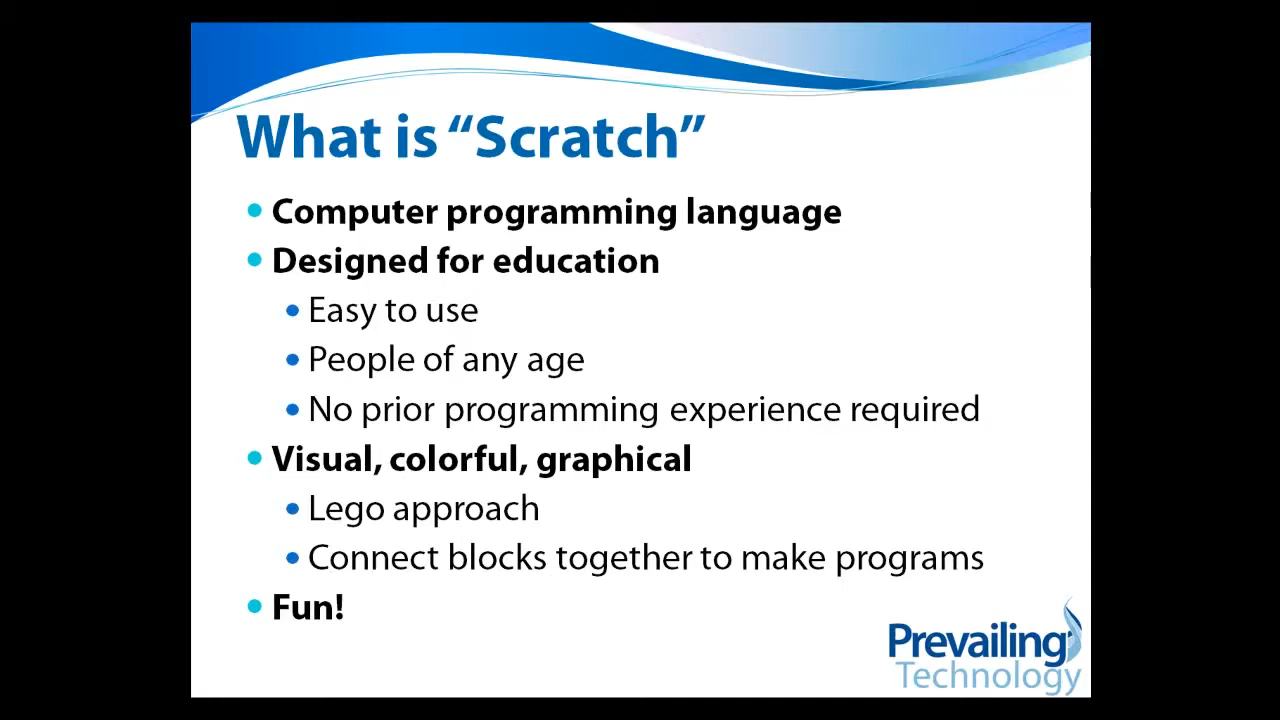 What is “Scratch”
Computer programming language
Designed for education
Easy to use
People of any age
No prior programming experience required
Visual, colorful, graphical
Lego approach
Connect blocks together to make programs
Fun!
Prevailing
Technology